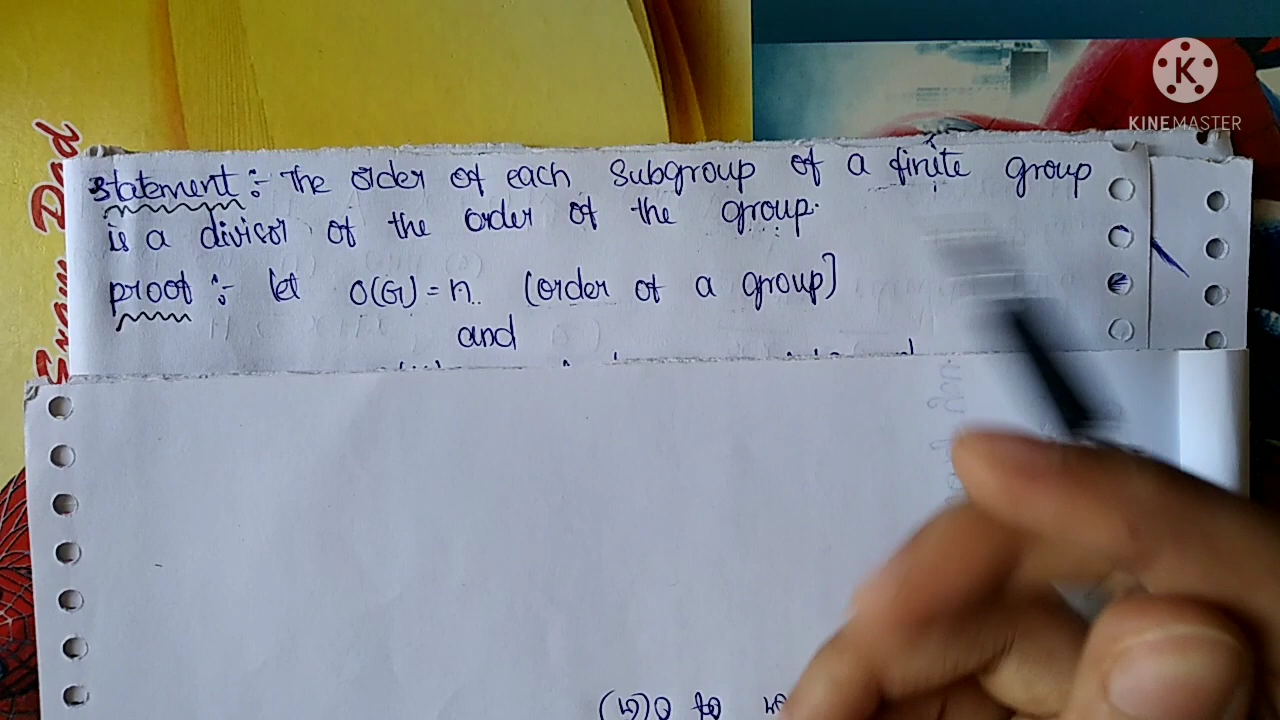 KINEMASTER
Statement :- The order of each subgroup of a finite group
is a divisor of the order of the group.
proof :- let O(G) = n. (order of a group]
and